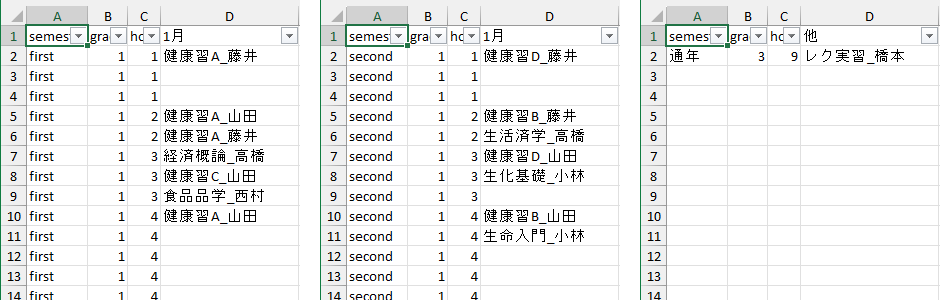 A B C D
1 semes gra ho 1月
2 first 1 1 健康習A_藤井
3 first 1 1
4 first 1 1
5 first 1 2 健康習A_山田
6 first 1 2 健康習A_藤井
7 first 1 3 経済概論_高橋
8 first 1 3 健康習C_山田
9 first 1 3 食品品学_西村
10 first 1 4 健康習A_山田
11 first 1 4
12 first 1 4
13 first 1 4
14 first 1 4
A B C D
1 semes gra ho 1月
2 second 1 1 健康習D_藤井
3 second 1 1
4 second 1 1
5 second 1 2 健康習B_藤井
6 second 1 2 生活済学_高橋
7 second 1 3 健康習D_山田
8 second 1 3 生化基礎_小林
9 second 1 3
10 second 1 4 健康習B_山田
11 second 1 4 生命入門_小林
12 second 1 4
13 second 1 4
14 second 1 4
A B C D
1 semes gra ho 他
2 通年 3 9 レク実習_橋本
3
4
5
6
7
8
9
10
11
12
13
14